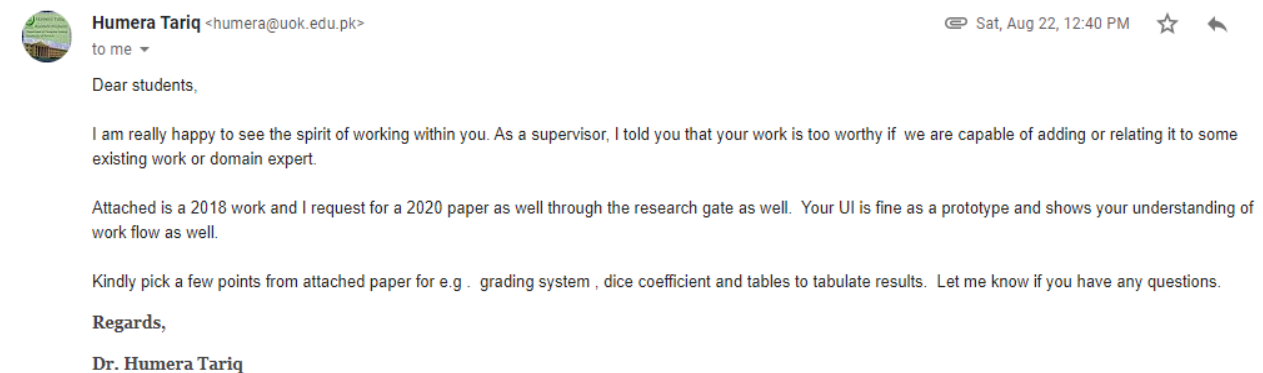 Humera Tariq <humera@uok.edu.pk>
Sat, Aug 22, 12:40 PM
to me
Dear students,
I am really happy to see the spirit of working within you. As a supervisor, I told you that your work is too worthy if  we are capable of adding or relating it to some
existing work or domain expert.
Attached is a 2018 work and I request for a 2020 paper as well through the research gate as well.  Your UI is fine as a prototype and shows your understanding of
work flow as well.
Kindly pick a few points from attached paper for e.g .  grading system , dice coefficient and tables to tabulate results.  Let me know if you have any questions.
Regards,
Dr. Humera Tariq